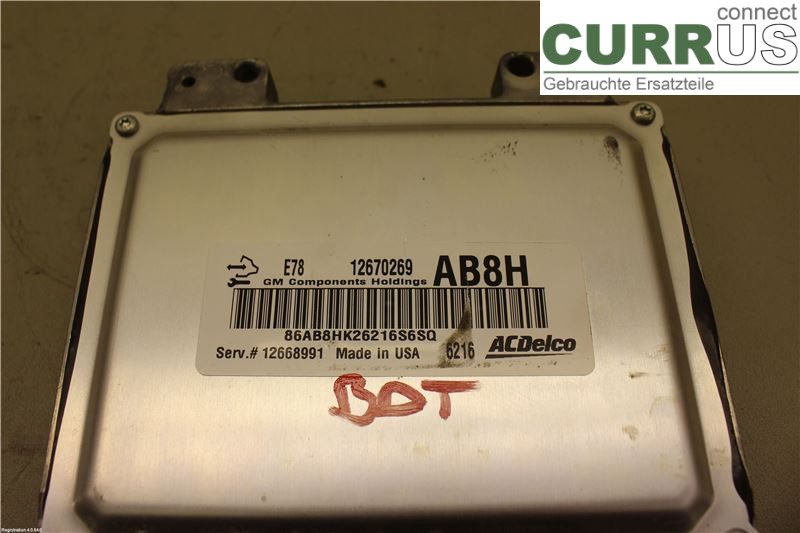 connect
CURRUS
Gebrauchte Ersatzteile
E78 12670269 AB8H
GM Components Holdings
86AB8HK26216S6SQ
Serv.# 12668991 Made in USA 6216 ACDelco
BOT